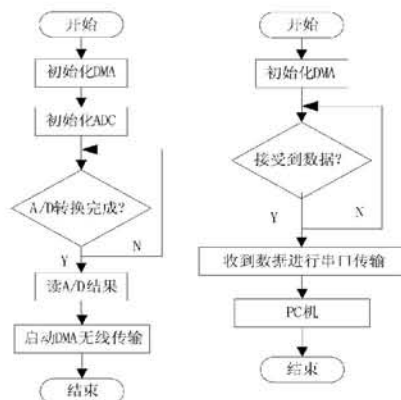 开始
初始化DMA
初始化ADC
A/D转换完成?
N
Y
读A/D结果
启动DMA无线传输
结束
开始
初始化DMA
接受到数据?
Y
N
收到数据进行串口传输
PC机
结束